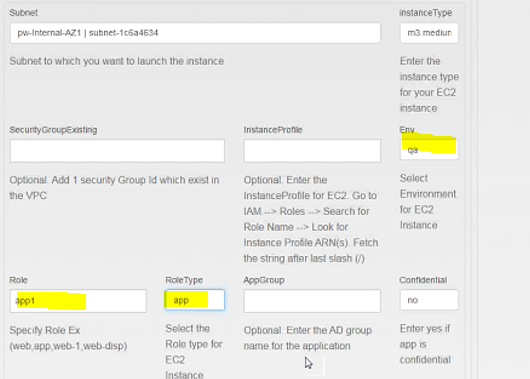 Subnet
instanceType
pw-Internal-AZ1 | subnet-1c6a4634
m3.mediun
Subnet to which you want to launch the instance
Enter the
instance type
for your EC2
instance
SecurityGroupExisting
InstanceProfile
Env
qa
Optional. Add 1 security Group Id which exist in
the VPC
Optional. Enter the
InstanceProfile for EC2. Go to
IAM --> Roles --> Search for
Role Name --> Look for
Instance Profile ARN(s). Fetch
the string after last slash (/)
Select
Environment
for EC2
Instance
Role
RoleType
AppGroup
Confidential
app1
app
no
Specify Role Ex
(web,app,web-1,web-disp)
Select the
Role type for
EC2
Instance
Optional. Enter the AD group
name for the application
Enter yes if
app is
confidential